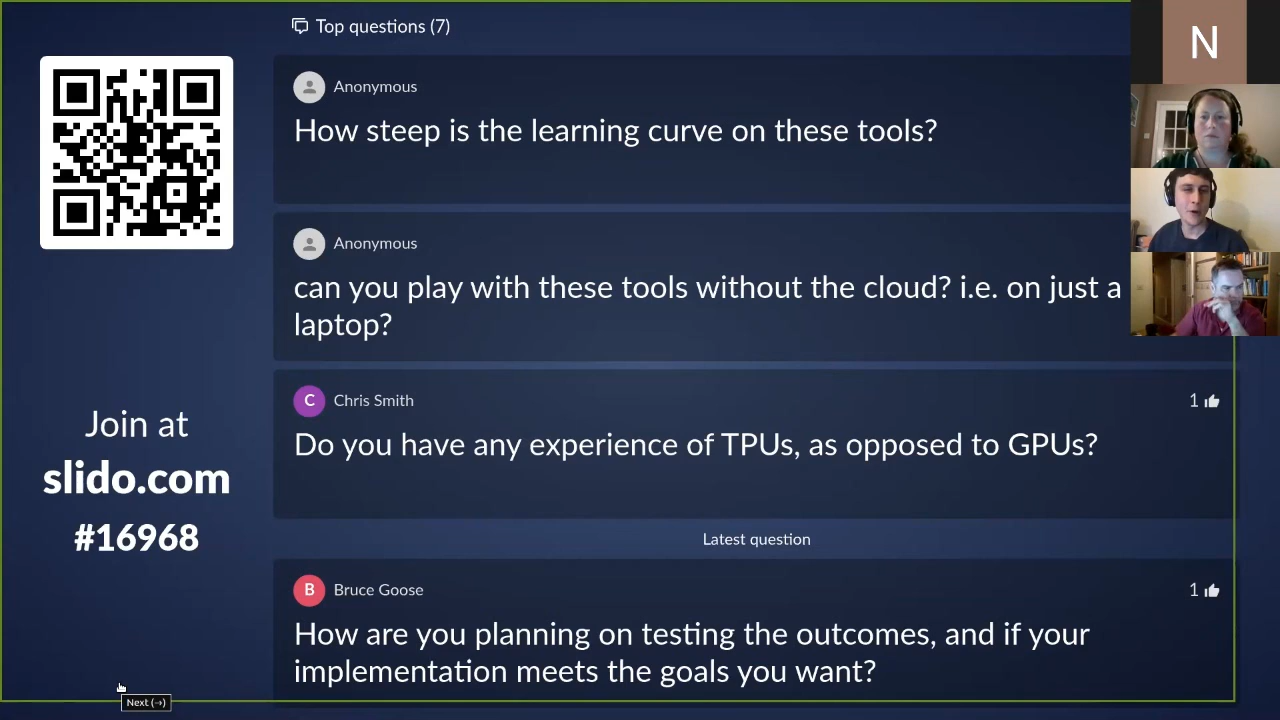 Top questions (7)
N
Anonymous
How steep is the learning curve on these tools?
Anonymous
can you play with these tools without the cloud? i.e. on just a
laptop?
C Chris Smith 1
Do you have any experience of TPUs, as opposed to GPUs?
Join at
slido.com
#16968
Latest question
B Bruce Goose 1
How are you planning on testing the outcomes, and if your
implementation meets the goals you want?
Next (→)